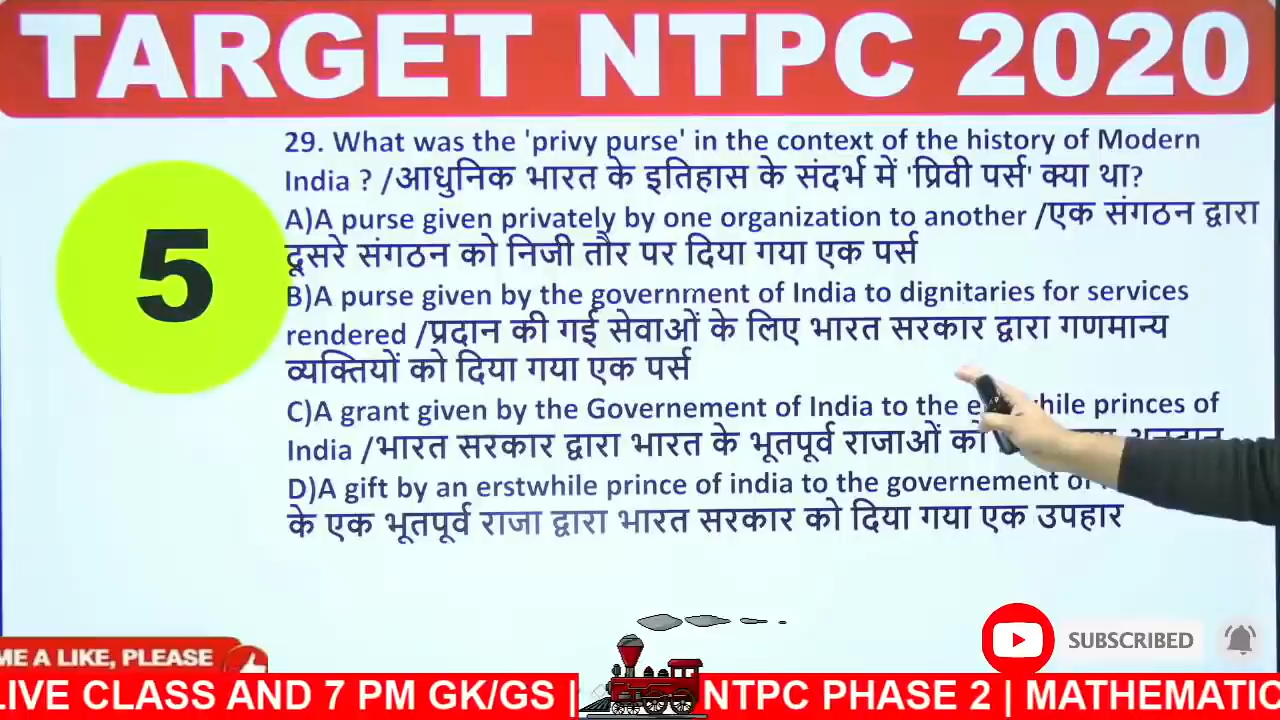 TARGET NTPC 2020
29. What was the 'privy purse' in the context of the history of Modern
India ? /आधुनिक भारत के इतिहास के संदर्भ में 'प्रिवी पर्स' क्या था?
A)A purse given privately by one organization to another /एक संगठन द्वारा
दूसरे संगठन को निजी तौर पर दिया गया एक पर्स
B)A purse given by the government of India to dignitaries for services
rendered /प्रदान की गई सेवाओं के लिए भारत सरकार द्वारा गणमान्य
व्यक्तियों को दिया गया एक पर्स
C)A grant given by the Governement of India to the princes of
India /भारत सरकार द्वारा भारत के भूतपूर्व राजाओं को
D)A gift by an erstwhile prince of india to the governement
के एक भूतपूर्व राजा द्वारा भारत सरकार को दिया गया एक उपहार
5
SUBSCRIBED
ME A LIKE, PLEASE
LIVE CLASS AND 7 PM GK/GS | NTPC PHASE 2 | MATHEMATIC